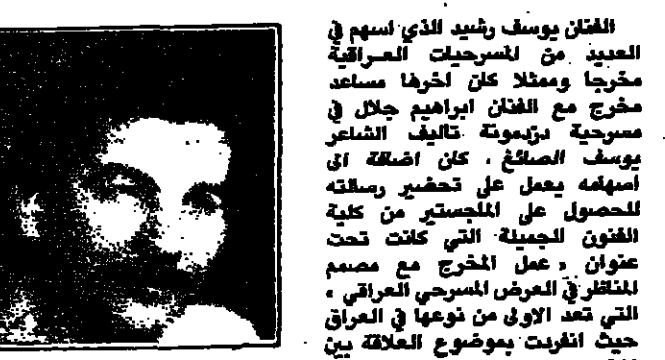 الفنان يوسف رشيد الذي اسهم في
العديد من المسرحيات العراقية
مخرجا وممثلا كان اخرها مساعد
مخرج مع الفنان ابراهيم جلال في
مسرحية دزدمونة تاليف الشاعر
يوسف الصائغ ، كان اضافة الى
اسهامه يعمل على تحضير رسالته
للحصول على الماجستير من كلية
الفنون الجميلة التي كانت تحت
عنوان « عمل المخرج مع مصمم
المناظر في العرض المسرحي العراقي »
التي تعد الاولى من نوعها في العراق
حيث انفردت بموضوع العلاقة بين